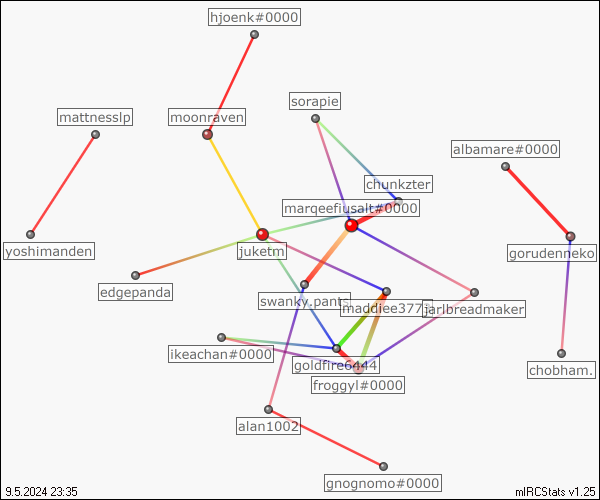 hjoenk#0000
sorapie
mattnesslp
moonraven
albamare#0000
chunkzter
marqeefiusalt#0000
yoshimanden
juketm
gorudenneko
edgepanda
swanky.pants.
jarlbreadmaker
ikeachan#0000
goldfire6444
chobham.
froggyl#0000
alan1002
gnognomo#0000
9.5.2024 23:35
mIRCStats v1.25